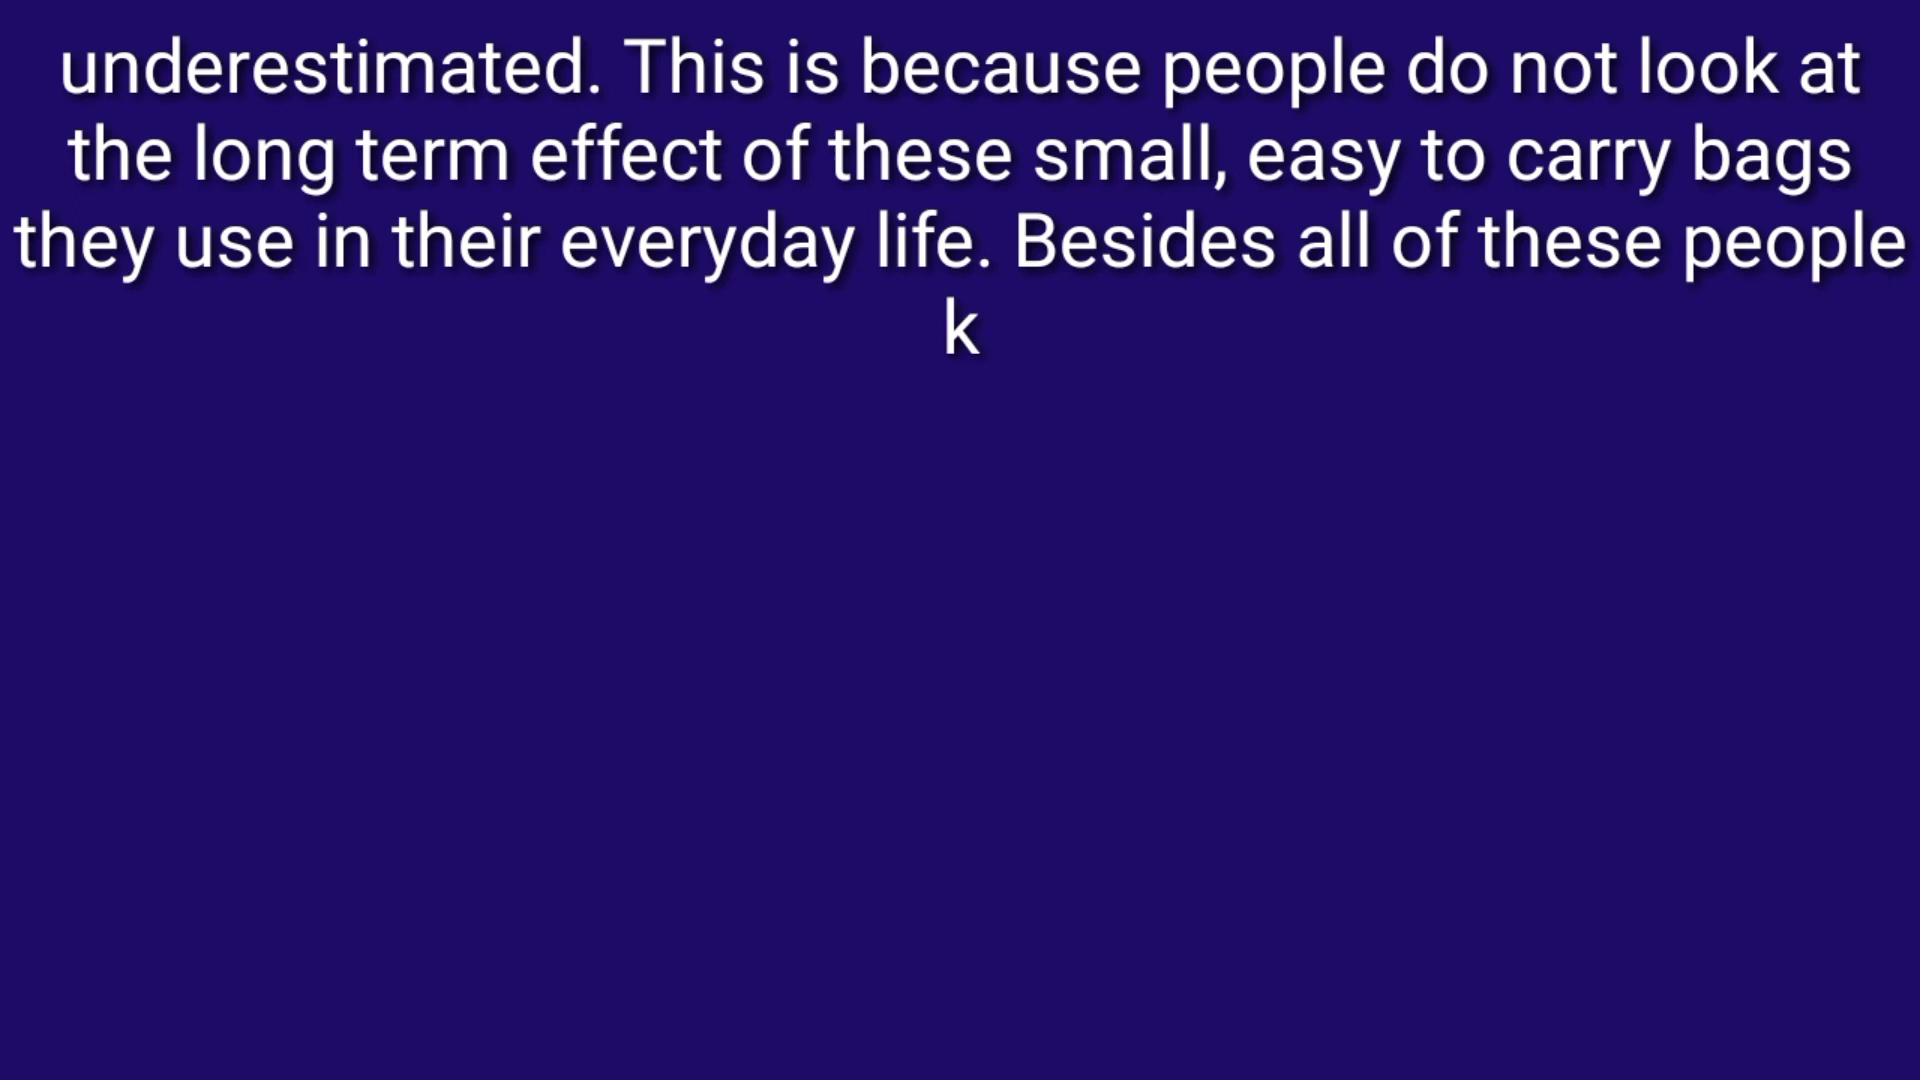 underestimated. This is because people do not look at
the long term effect of these small, easy to carry bags
they use in their everyday life. Besides all of these people
k